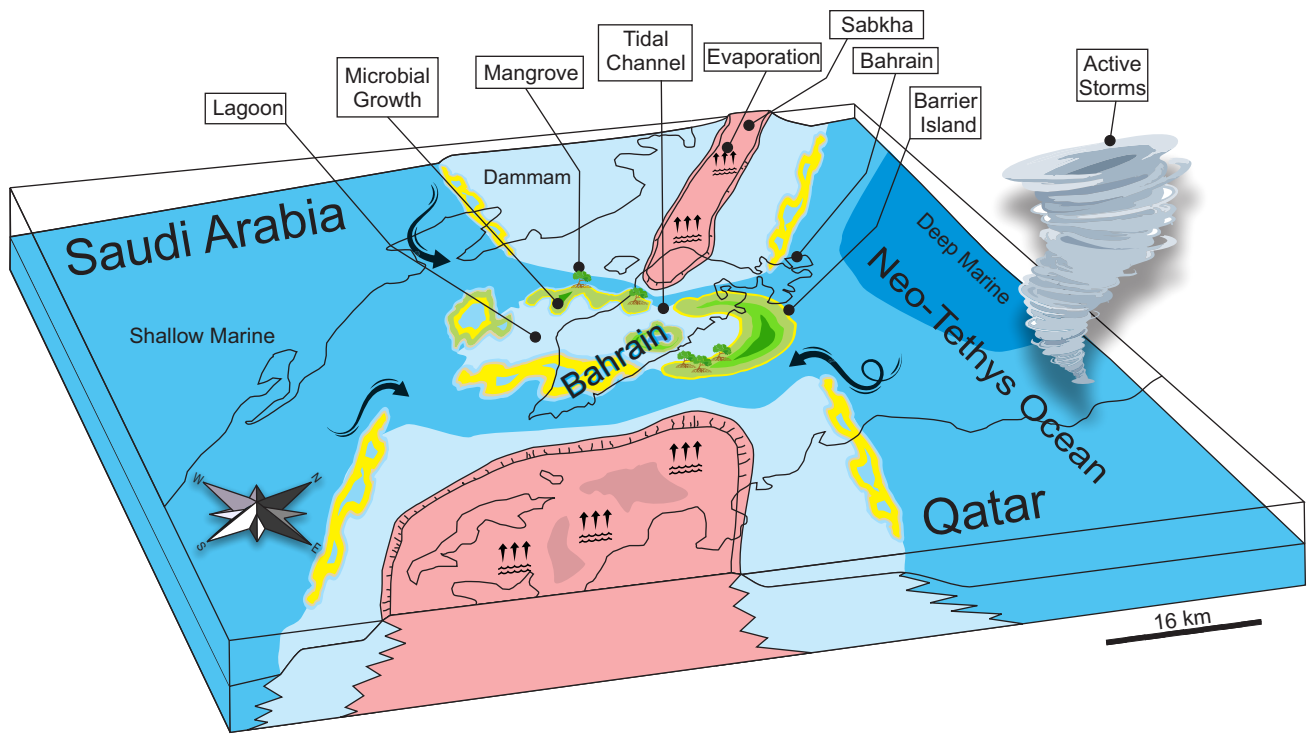 Sabkha
Tidal
Channel
Evaporation
Bahrain
Active
Storms
Microbial
Growth
Mangrove
Lagoon
Barrier
Island
Dammam
Saudi Arabia
Deep Marine
Neo-Tethys Ocean
Shallow Marine
Bahrain
Qatar
W
N
S
E
16 km